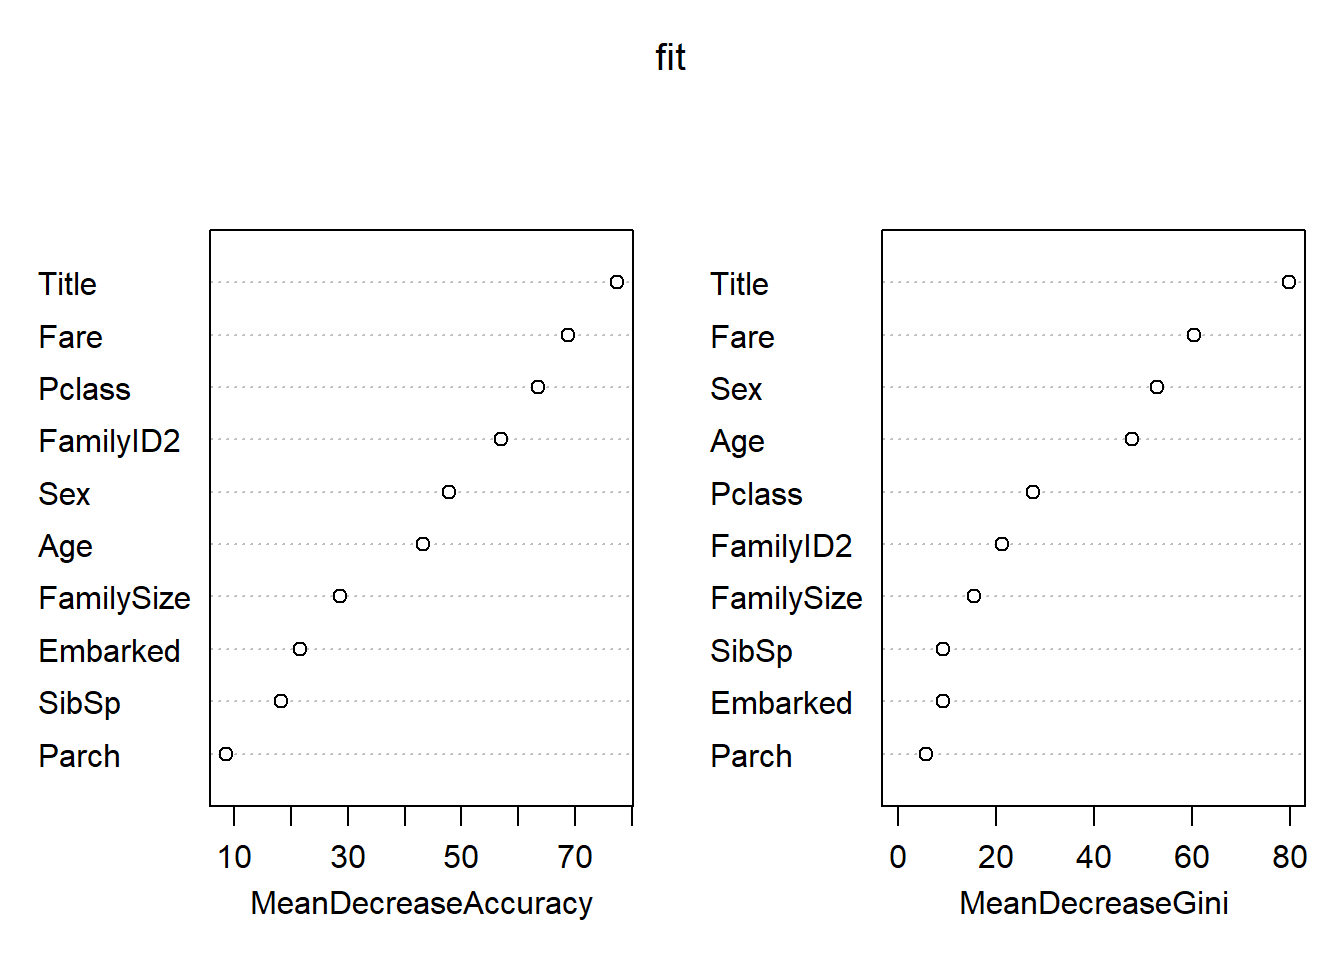 fit
Title
Fare
Pclass
FamilyID2
Sex
Age
FamilySize
Embarked
SibSp
Parch
10 30 50 70
MeanDecreaseAccuracy
Title
Fare
Sex
Age
Pclass
FamilyID2
FamilySize
SibSp
Embarked
Parch
0 20 40 60 80
MeanDecreaseGini